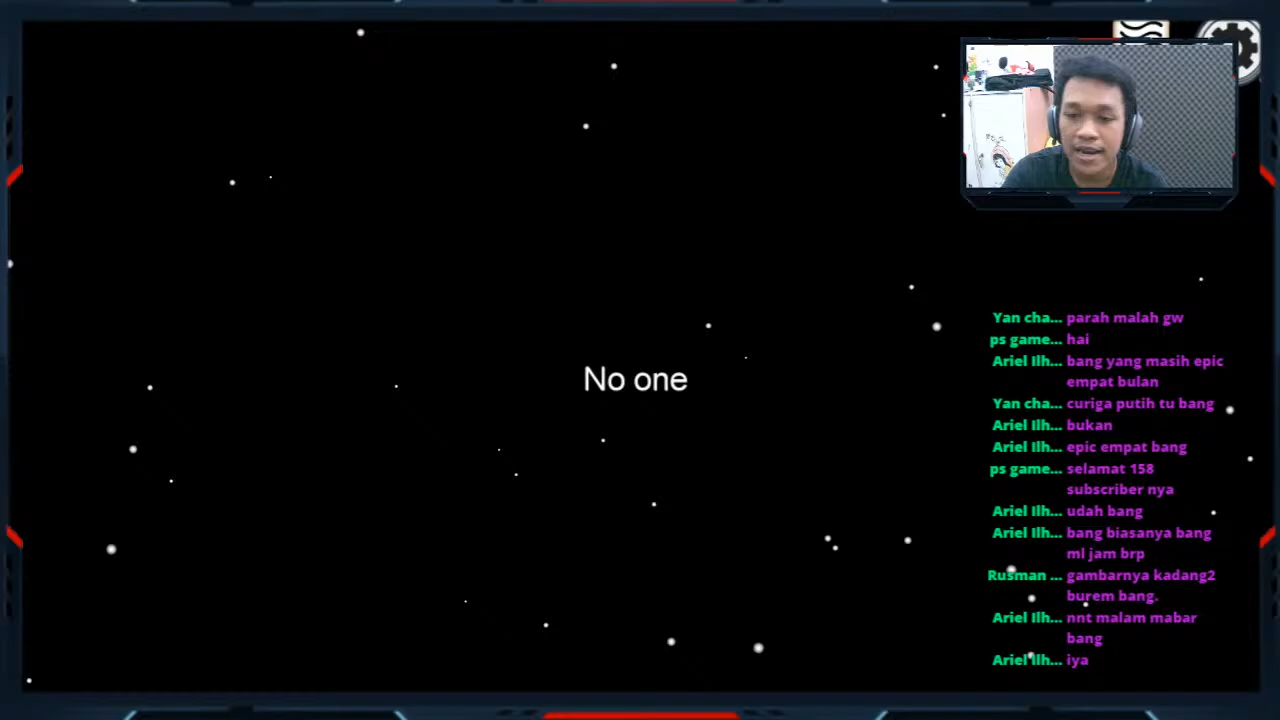 No one
Yan cha... parah malah gw
ps game... hai
Ariel Ilh... bang yang masih epic
empat bulan
Yan cha... curiga putih tu bang
Ariel Ilh... bukan
Ariel Ilh... epic empat bang
ps game... selamat 158
subscriber nya
Ariel Ilh... udah bang
Ariel Ilh... bang biasanya bang
ml jam brp
Rusman ... gambarnya kadang2
burem bang.
Ariel Ilh... nnt malam mabar
bang
Ariel Ilh... iya